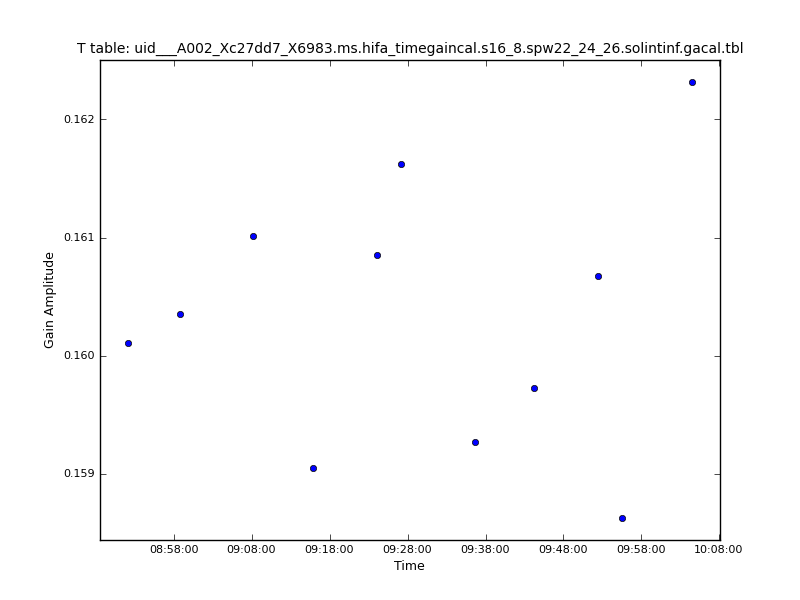 T table: uid___A002_Xc27dd7_X6983.ms.hifa_timegaincal.s16_8.spw22_24_26.solintinf.gacal.tbl
Gain Amplitude
0.162
0.161
0.160
0.159
08:58:00 09:08:00 09:18:00 09:28:00 09:38:00 09:48:00 09:58:00 10:08:00
Time